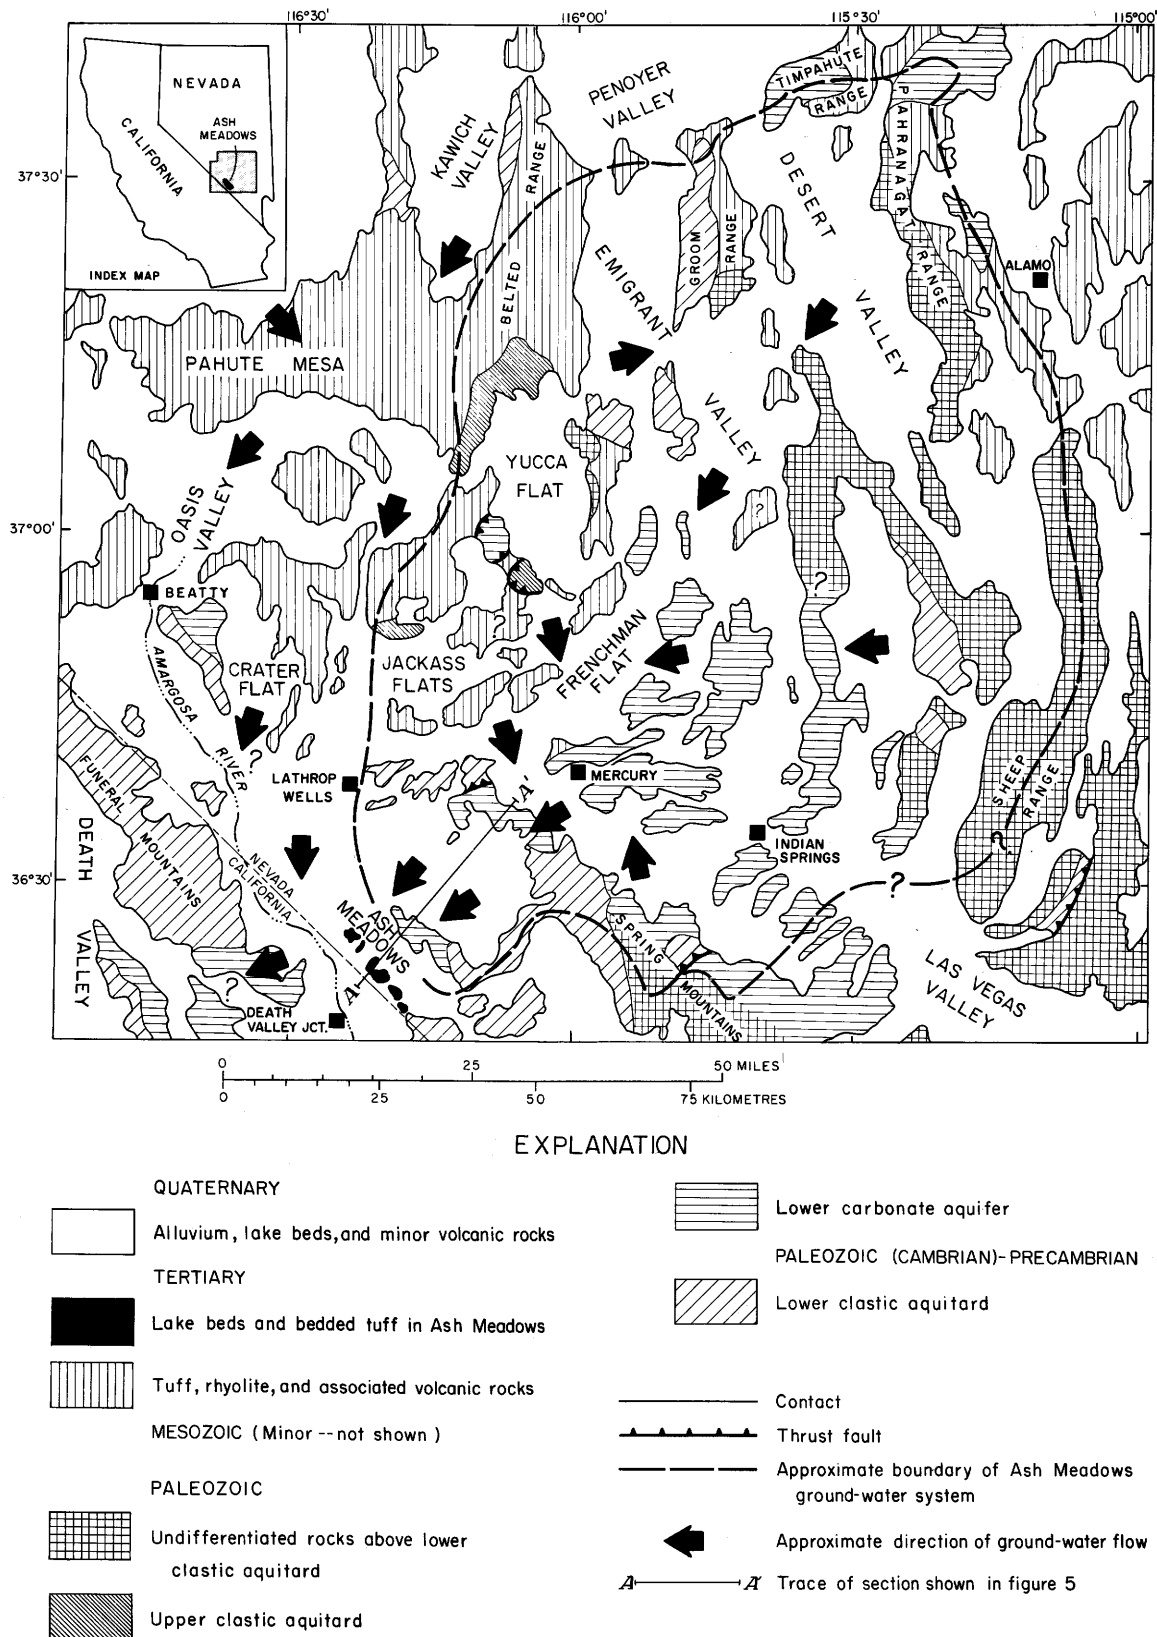 116°30'
116°00'
115°30'
115°00'
NEVADA
CALIFORNIA
ASH
MEADOWS
INDEX MAP
37°30'
37°00'
36°30'
KAWICH
VALLEY
PENOYER
VALLEY
TIMPAHUTE
RANGE
PAHRANAGAT
RANGE
BELTED
RANGE
EMIGRANT
VALLEY
GROOM
RANGE
DESERT
VALLEY
ALAMO
PAHUTE MESA
YUCCA
FLAT
OASIS
VALLEY
?
BEATTY
?
?
AMARGOSA
RIVER
CRATER
FLAT
JACKASS
FLATS
FRENCHMAN
FLAT
?
LATHROP
WELLS
MERCURY
A'
SHEEP
RANGE
?
INDIAN
SPRINGS
FUNERAL
MOUNTAINS
DEATH
VALLEY
NEVADA
CALIFORNIA
?
ASH
MEADOWS
SPRING
MOUNTAINS
LAS VEGAS
VALLEY
?
A
DEATH
VALLEY JCT.
0 25 50 MILES
0 25 50 75 KILOMETRES
EXPLANATION
QUATERNARY
Alluvium, lake beds, and minor volcanic rocks
TERTIARY
Lake beds and bedded tuff in Ash Meadows
Tuff, rhyolite, and associated volcanic rocks
MESOZOIC (Minor -- not shown)
PALEOZOIC
Undifferentiated rocks above lower
clastic aquitard
Upper clastic aquitard
Lower carbonate aquifer
PALEOZOIC (CAMBRIAN)-PRECAMBRIAN
Lower clastic aquitard
Contact
Thrust fault
Approximate boundary of Ash Meadows
ground-water system
Approximate direction of ground-water flow
A A' Trace of section shown in figure 5